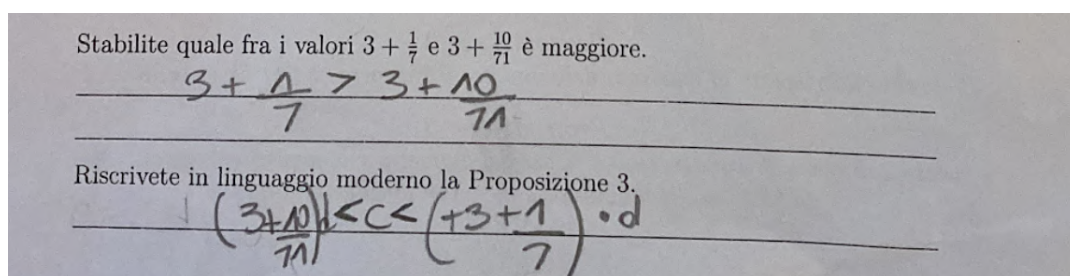 Stabilite quale fra i valori 3 + 1/7 e 3 + 10/71 è maggiore.
3 + 1/7 > 3 + 10/71
Riscrivete in linguaggio moderno la Proposizione 3.
(3+10/71)d < c < (+3+1/7) · d